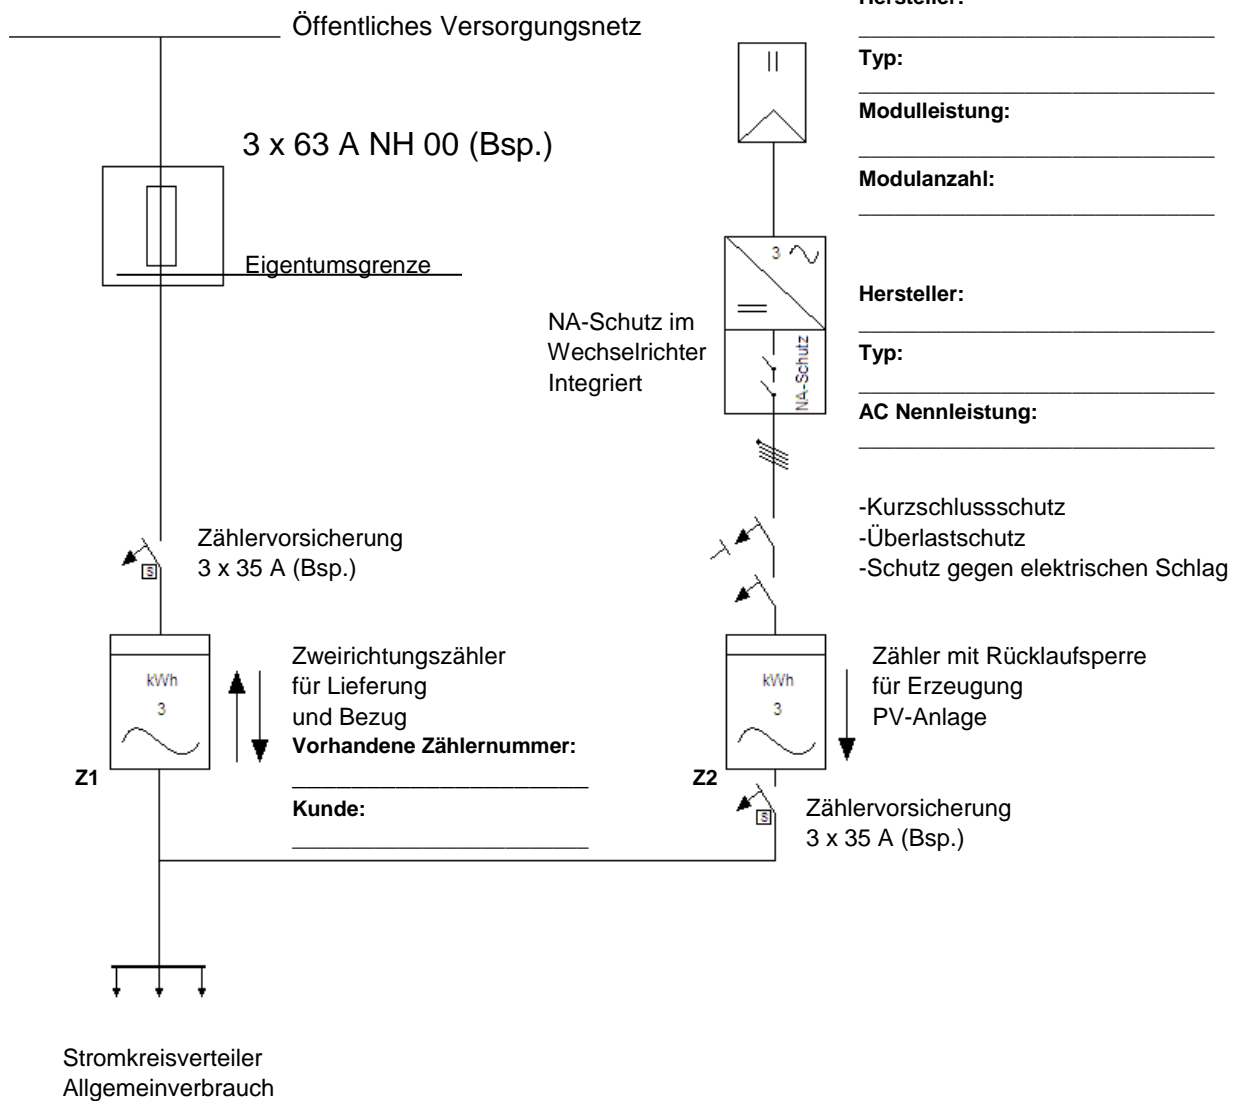 Hersteller:
Öffentliches Versorgungsnetz
Typ:
Modulleistung:
3 x 63 A NH 00 (Bsp.)
Modulanzahl:
Eigentumsgrenze
3
Hersteller:
NA-Schutz im
Wechselrichter
Integriert
NA-Schutz
Typ:
AC Nennleistung:
-Kurzschlussschutz
-Überlastschutz
-Schutz gegen elektrischen Schlag
Zählervorsicherung
3 x 35 A (Bsp.)
S
kWh
3
Z1
Zweirichtungszähler
für Lieferung
und Bezug
Vorhandene Zählernummer:
Kunde:
kWh
3
Z2
Zähler mit Rücklaufsperre
für Erzeugung
PV-Anlage
S
Zählervorsicherung
3 x 35 A (Bsp.)
Stromkreisverteiler
Allgemeinverbrauch